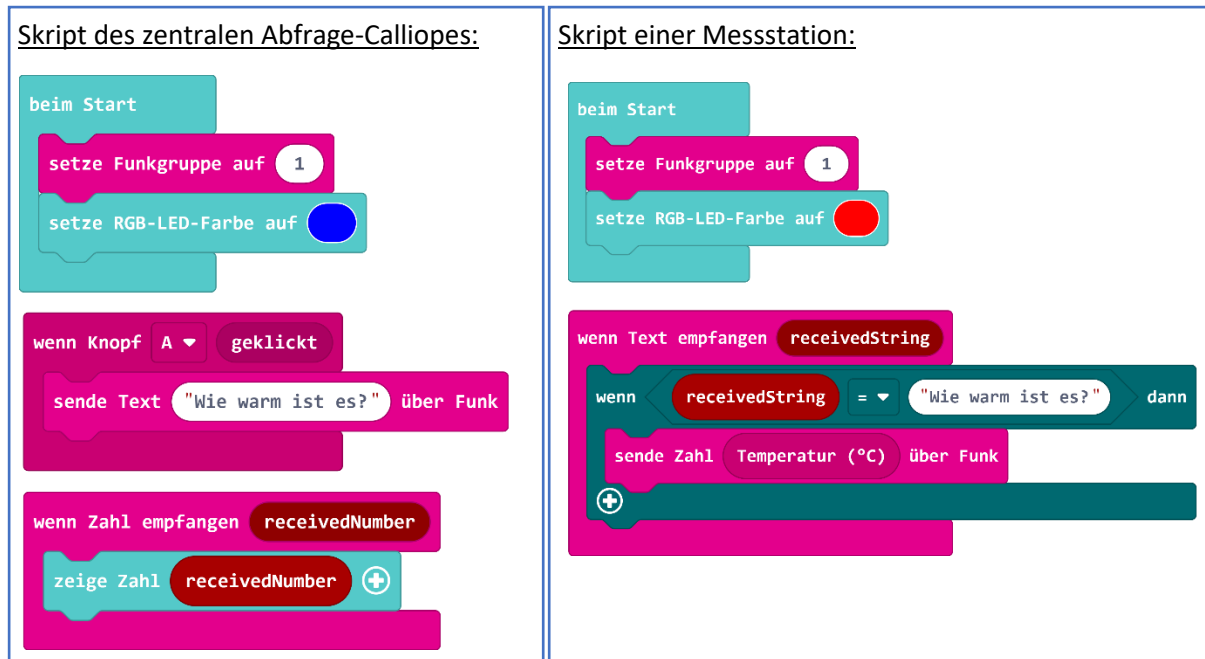 Skript des zentralen Abfrage-Calliopes:
beim Start
setze Funkgruppe auf 1
setze RGB-LED-Farbe auf
wenn Knopf A geklickt
sende Text "Wie warm ist es?" über Funk
wenn Zahl empfangen receivedNumber
zeige Zahl receivedNumber
Skript einer Messstation:
beim Start
setze Funkgruppe auf 1
setze RGB-LED-Farbe auf
wenn Text empfangen receivedString
wenn receivedString = "Wie warm ist es?" dann
sende Zahl Temperatur (°C) über Funk